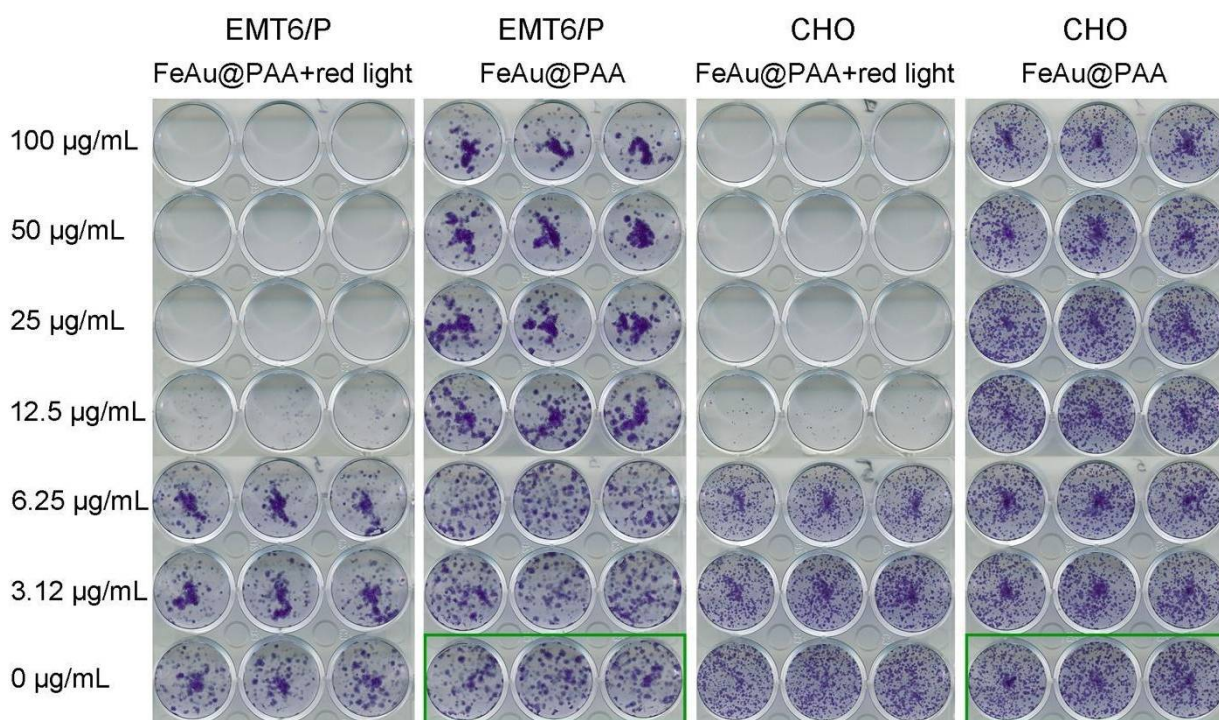 EMT6/P EMT6/P CHO CHO
FeAu@PAA+red light FeAu@PAA FeAu@PAA+red light FeAu@PAA
100 µg/mL
50 µg/mL
25 µg/mL
12.5 µg/mL
6.25 µg/mL
3.12 µg/mL
0 µg/mL